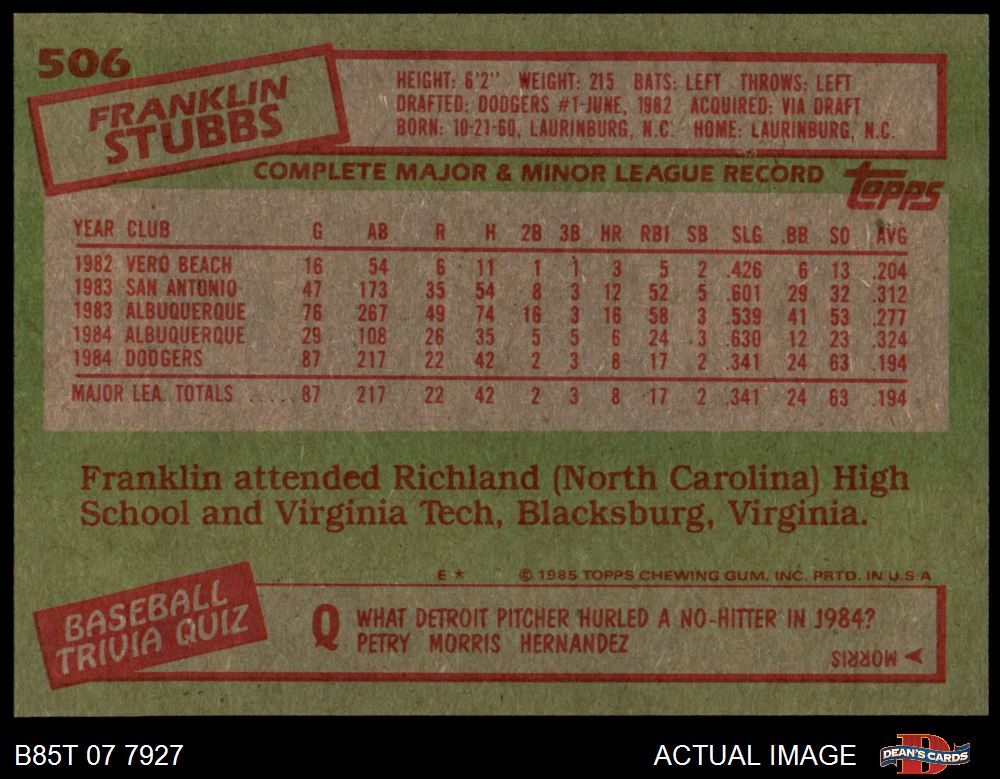 506
FRANKLIN
STUBBS
HEIGHT: 6'2" WEIGHT: 215 BATS: LEFT THROWS: LEFT
DRAFTED: DODGERS #1-JUNE, 1982 ACQUIRED: VIA DRAFT
BORN: 10-21-60, LAURINBURG, N.C. HOME: LAURINBURG, N.C.
COMPLETE MAJOR & MINOR LEAGUE RECORD
topps
YEAR CLUB G AB R H 2B 3B HR RBI SB SLG BB SO AVG
1982 VERO BEACH 16 54 6 11 1 1 3 5 2 .426 6 13 .204
1983 SAN ANTONIO 47 173 35 54 8 3 12 52 5 .601 29 32 .312
1983 ALBUQUERQUE 76 267 49 74 16 3 16 58 3 .539 41 53 .277
1984 ALBUQUERQUE 29 108 26 35 5 5 6 24 3 .630 12 23 .324
1984 DODGERS 87 217 22 42 2 3 8 17 2 .341 24 63 .194
MAJOR LEA. TOTALS ..... 87 217 22 42 2 3 8 17 2 .341 24 63 .194
Franklin attended Richland (North Carolina) High
School and Virginia Tech, Blacksburg, Virginia.
E ★ © 1985 TOPPS CHEWING GUM, INC. PRTD. IN U.S.A
BASEBALL
TRIVIA QUIZ
Q WHAT DETROIT PITCHER HURLED A NO-HITTER IN 1984?
PETRY MORRIS HERNANDEZ
MORRIS
B85T 07 7927
ACTUAL IMAGE
DEAN'S CARDS